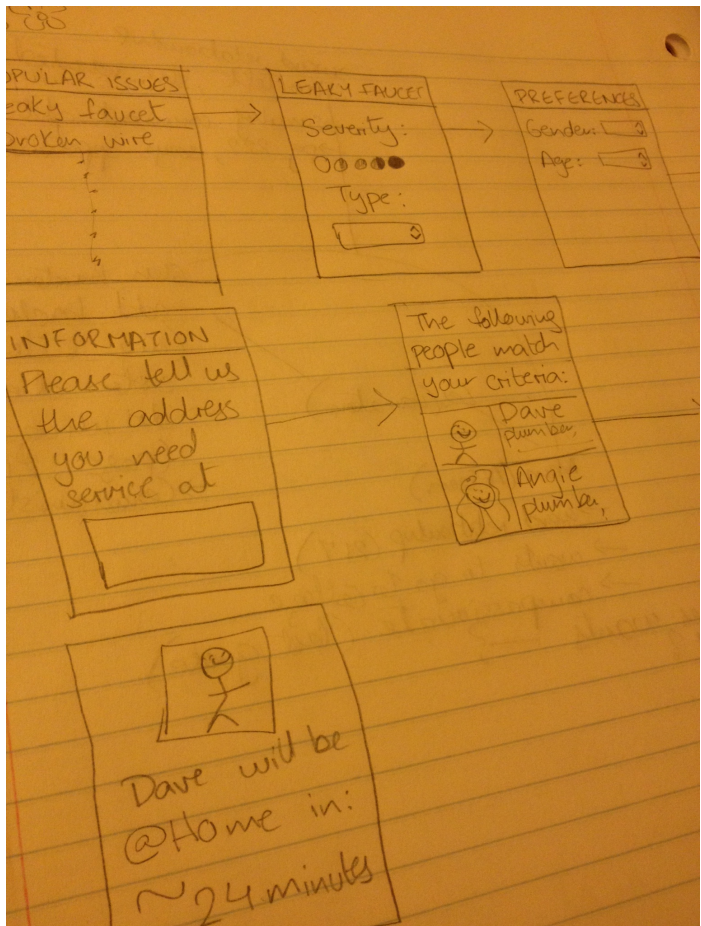 OPULAR ISSUES
eaky faucet
broken wire
LEAKY FAUCET
Severity:
Type:
PREFERENCES
Gender:
Age:
INFORMATION
Please tell us
the address
you need
service at
The following
people match
your criteria:
Dave
plumber,
Angie
plumber,
Dave will be
@Home in:
~24 minutes